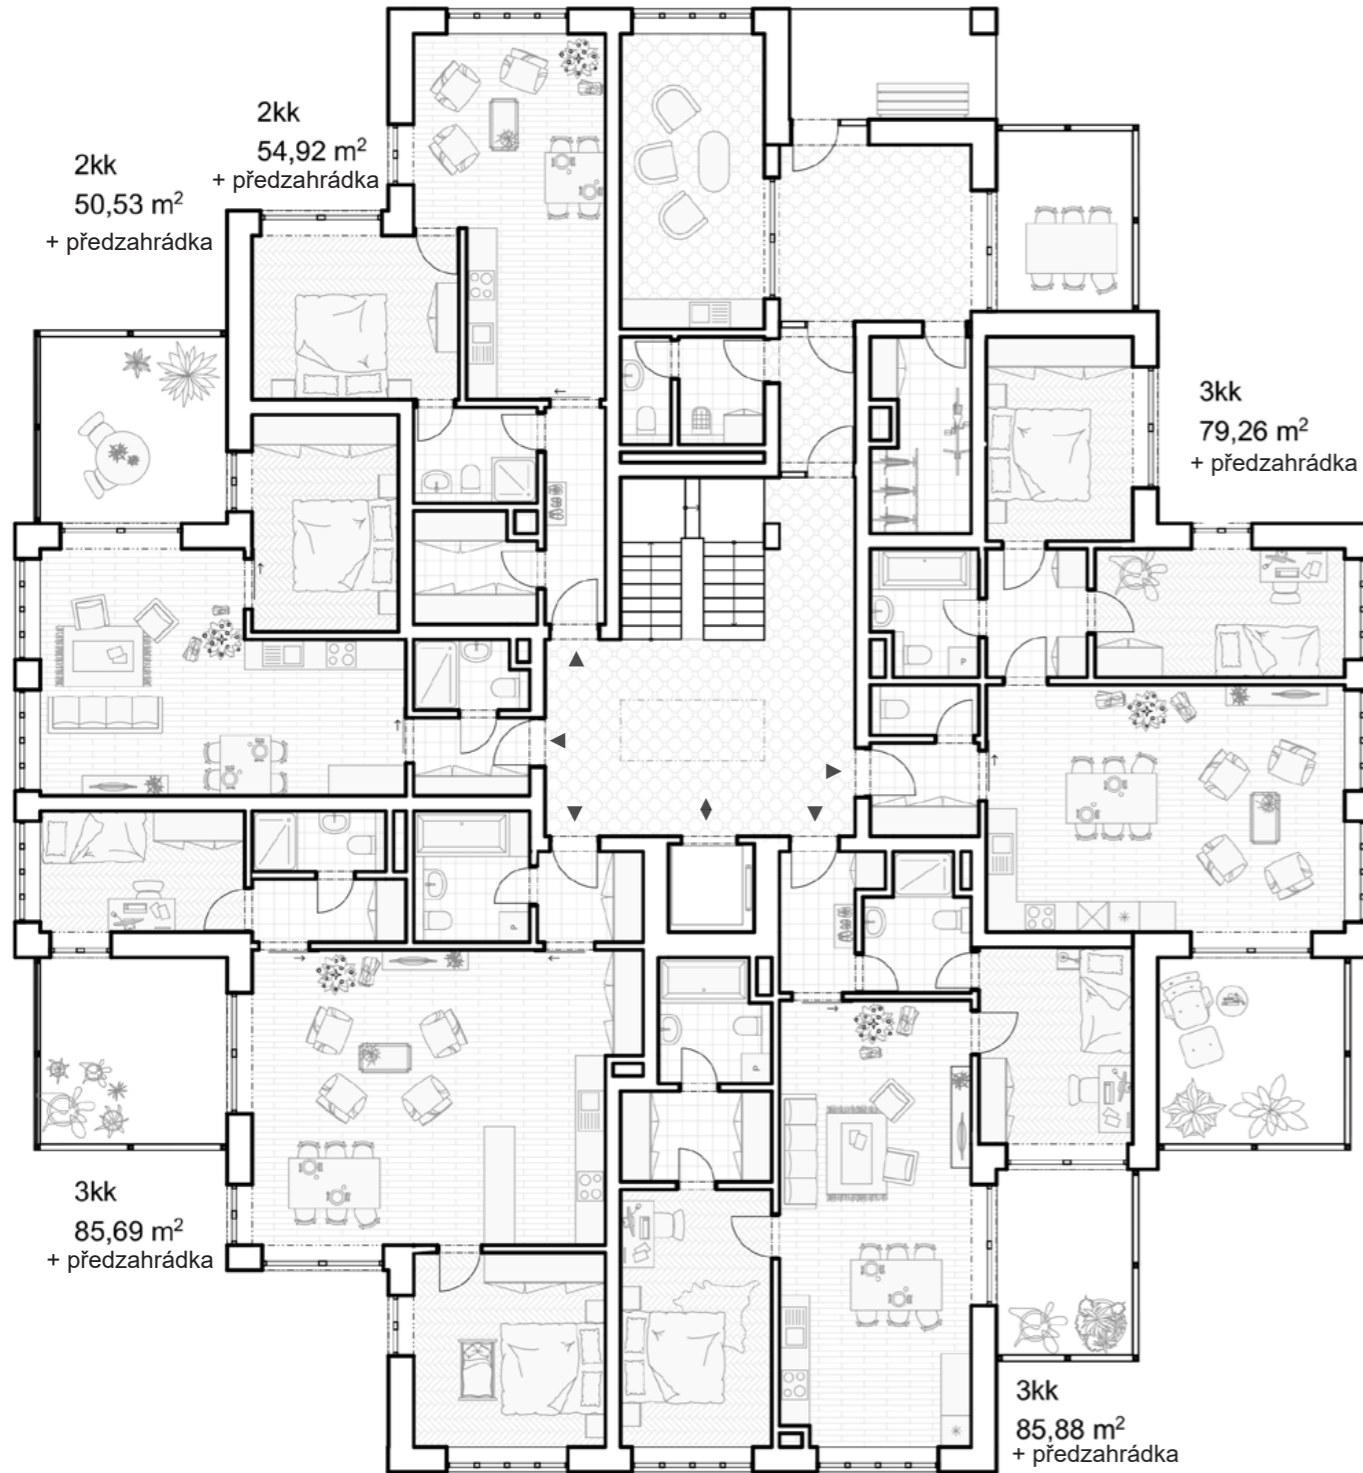 2kk
54,92 m²
+ předzahrádka
2kk
50,53 m²
+ předzahrádka
3kk
79,26 m²
+ předzahrádka
P
P
P
3kk
85,69 m²
+ předzahrádka
3kk
85,88 m²
+ předzahrádka